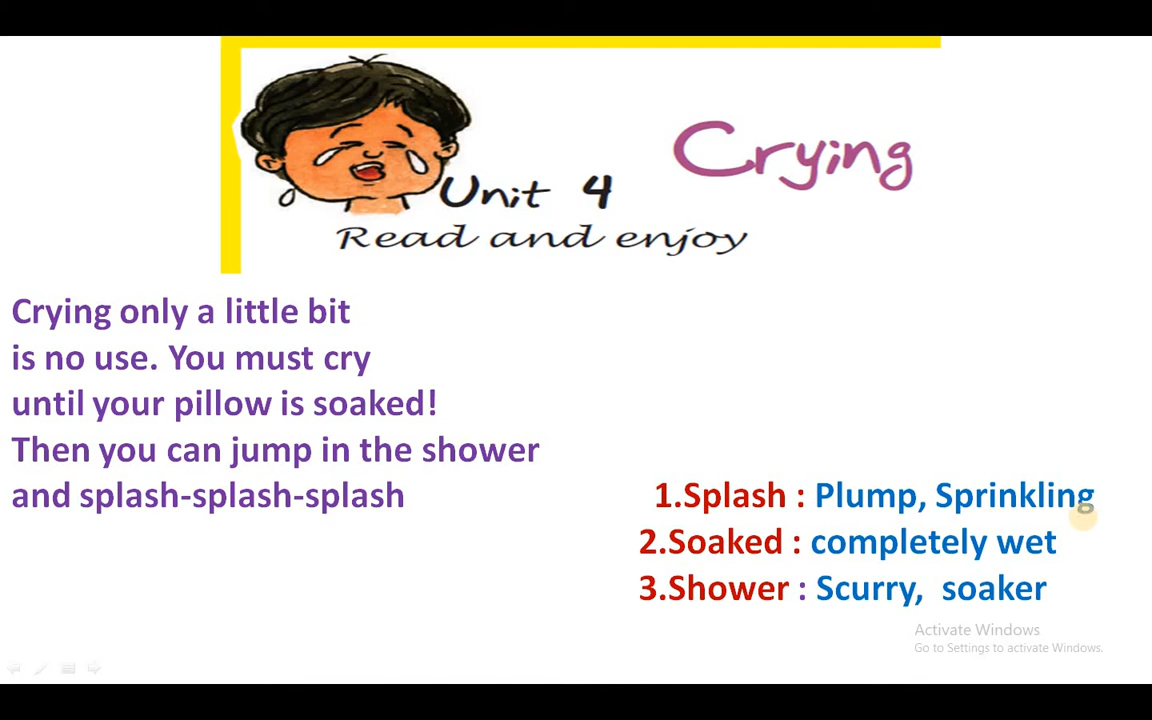 Crying
Unit 4
Read and enjoy
Crying only a little bit
is no use. You must cry
until your pillow is soaked!
Then you can jump in the shower
and splash-splash-splash
1.Splash : Plump, Sprinkling
2.Soaked : completely wet
3.Shower : Scurry,  soaker
Activate Windows
Go to Settings to activate Windows.